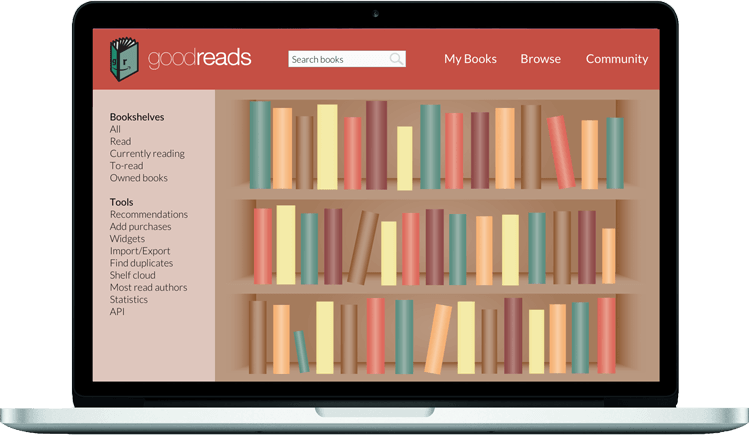 g r
goodreads
Search books
My Books
Browse
Community
Bookshelves
All
Read
Currently reading
To-read
Owned books
Tools
Recommendations
Add purchases
Widgets
Import/Export
Find duplicates
Shelf cloud
Most read authors
Statistics
API